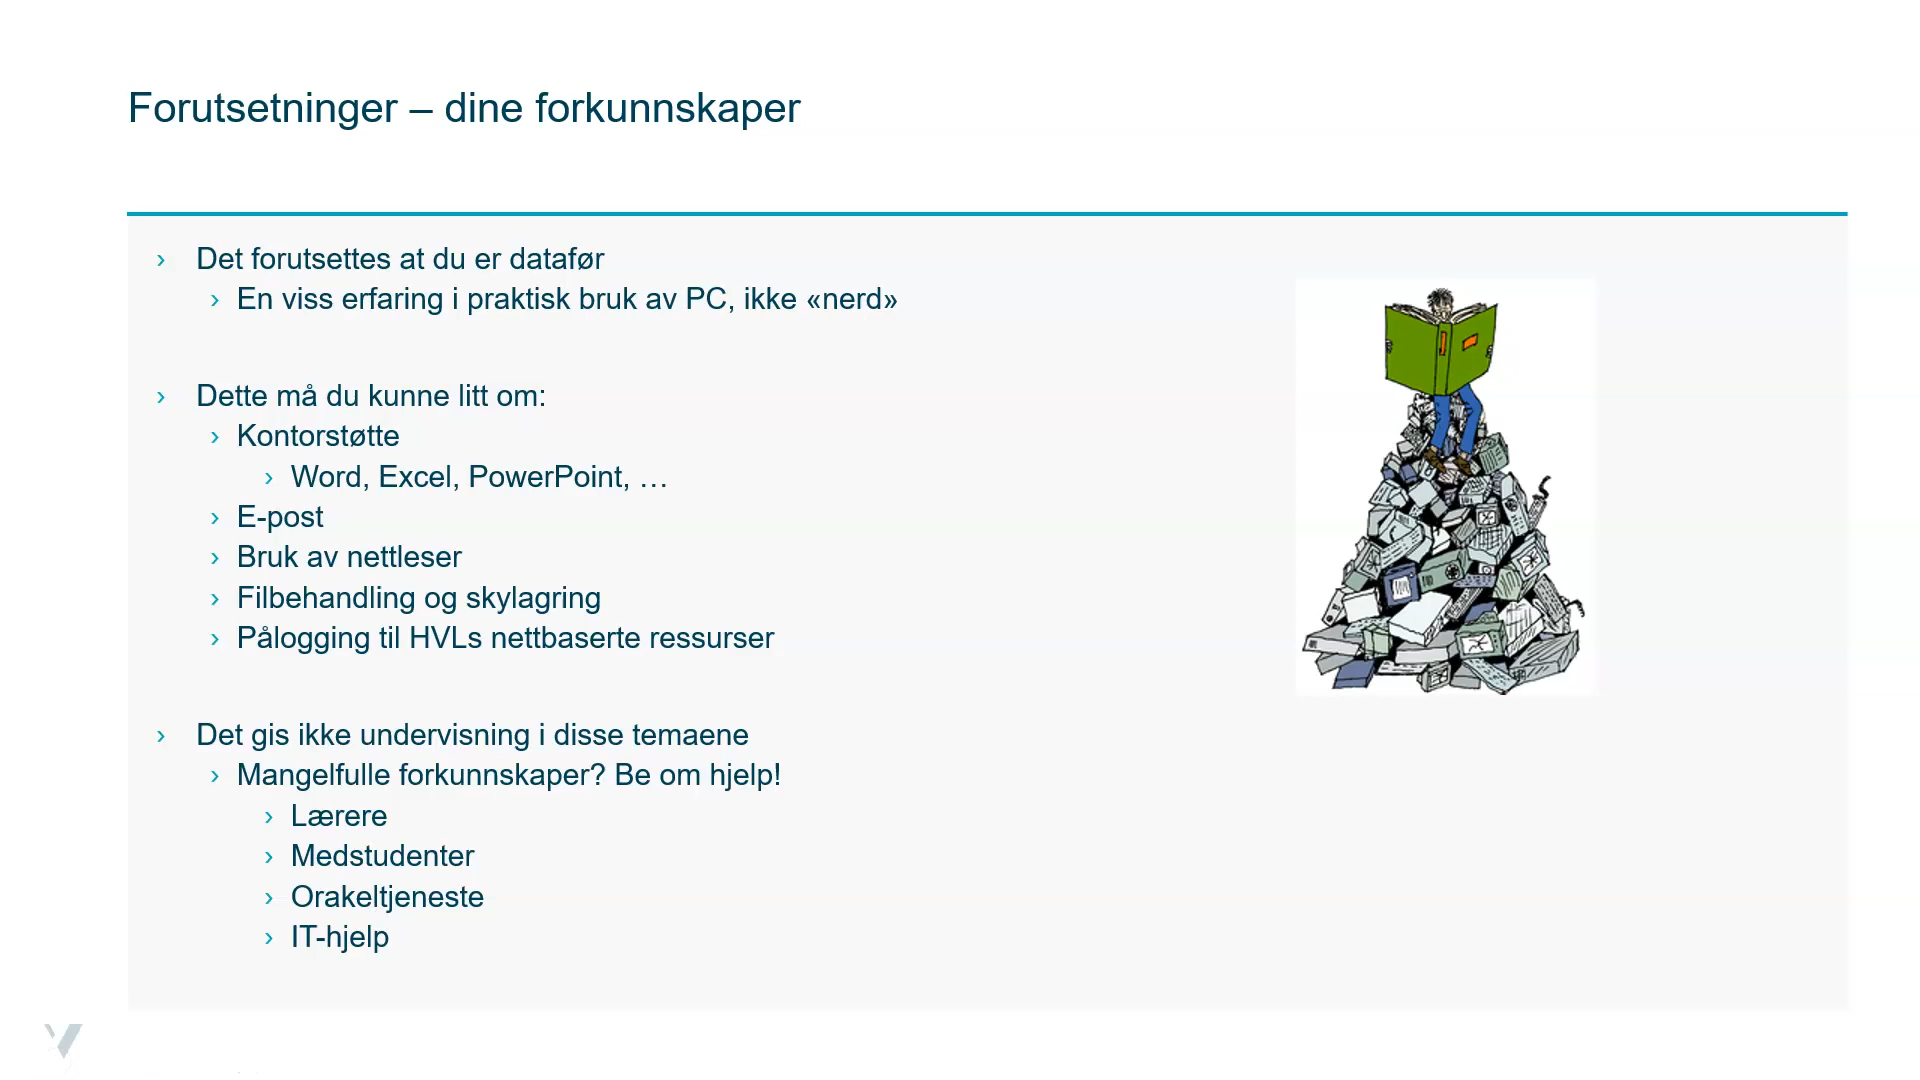 Forutsetninger – dine forkunnskaper
› Det forutsettes at du er datafør
› En viss erfaring i praktisk bruk av PC, ikke «nerd»
› Dette må du kunne litt om:
› Kontorstøtte
› Word, Excel, PowerPoint, …
› E-post
› Bruk av nettleser
› Filbehandling og skylagring
› Pålogging til HVLs nettbaserte ressurser
› Det gis ikke undervisning i disse temaene
› Mangelfulle forkunnskaper? Be om hjelp!
› Lærere
› Medstudenter
› Orakeltjeneste
› IT-hjelp